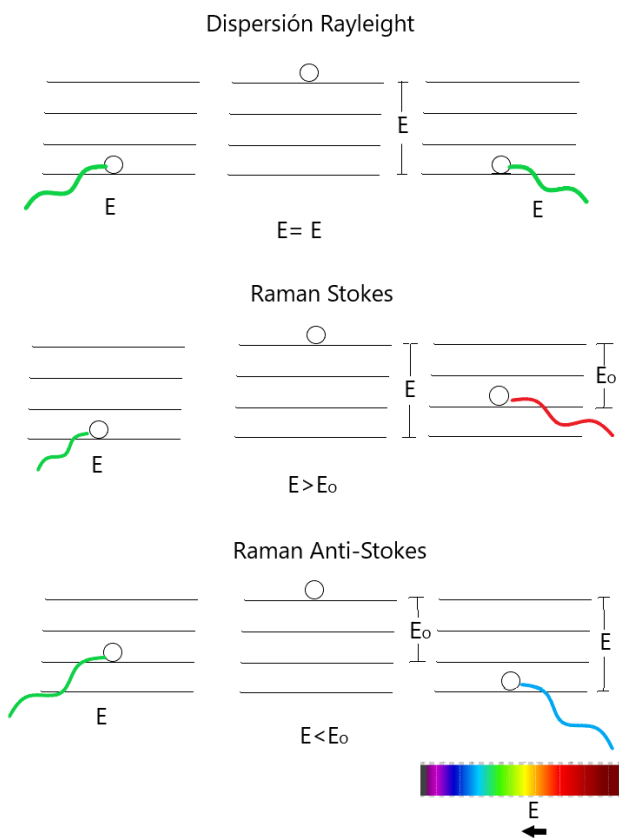 Dispersión Rayleight
E
E
E
E= E
Raman Stokes
E
E
Eo
E>Eo
Raman Anti-Stokes
E
Eo
E
E<Eo
E